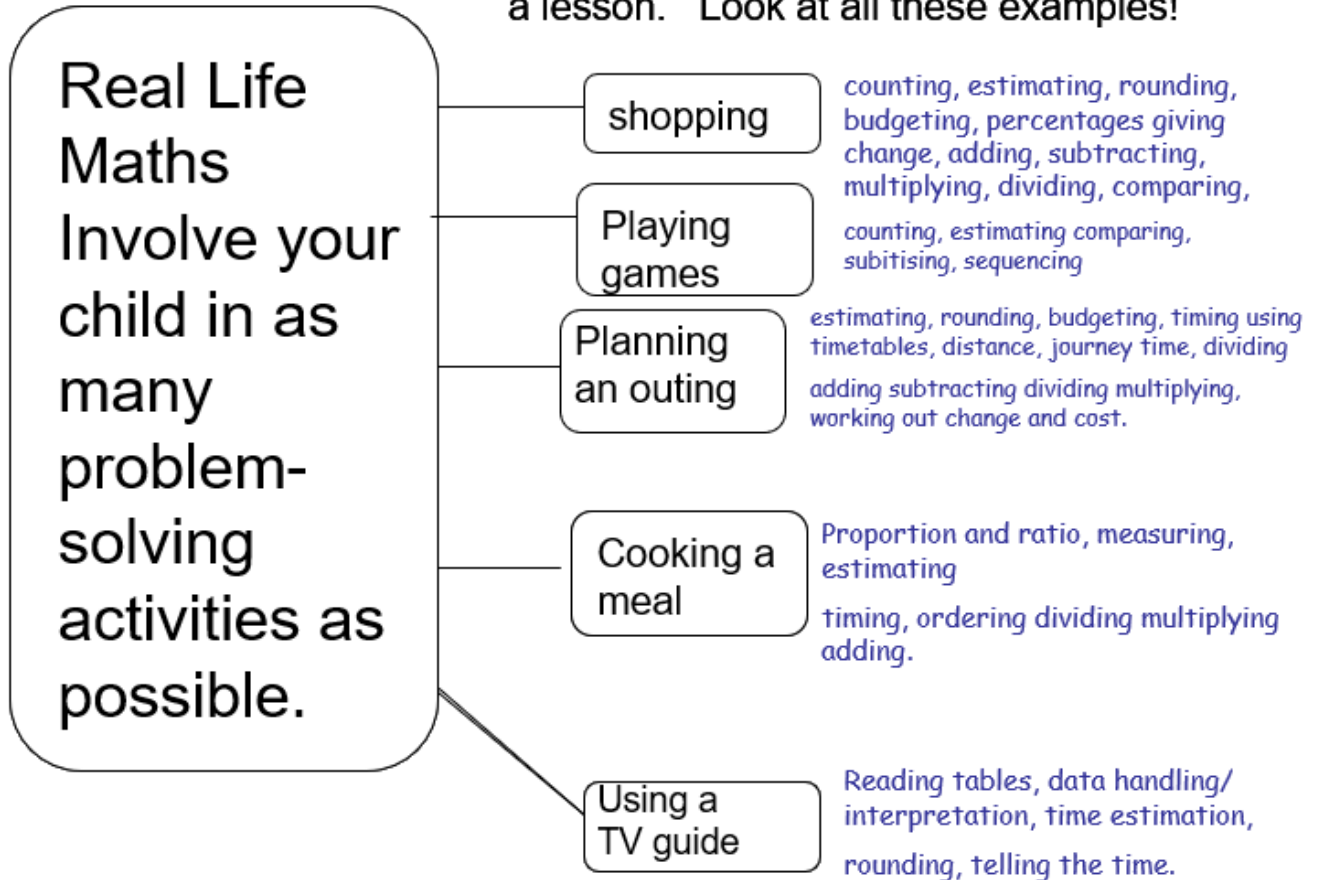 a lesson.   Look at all these examples!
Real Life
Maths
Involve your
child in as
many
problem-
solving
activities as
possible.
shopping
counting, estimating, rounding,
budgeting, percentages giving
change, adding, subtracting,
multiplying, dividing, comparing,
Playing
games
counting, estimating comparing,
subitising, sequencing
Planning
an outing
estimating, rounding, budgeting, timing using
timetables, distance, journey time, dividing
adding subtracting dividing multiplying,
working out change and cost.
Cooking a
meal
Proportion and ratio, measuring,
estimating
timing, ordering dividing multiplying
adding.
Using a
TV guide
Reading tables, data handling/
interpretation, time estimation,
rounding, telling the time.